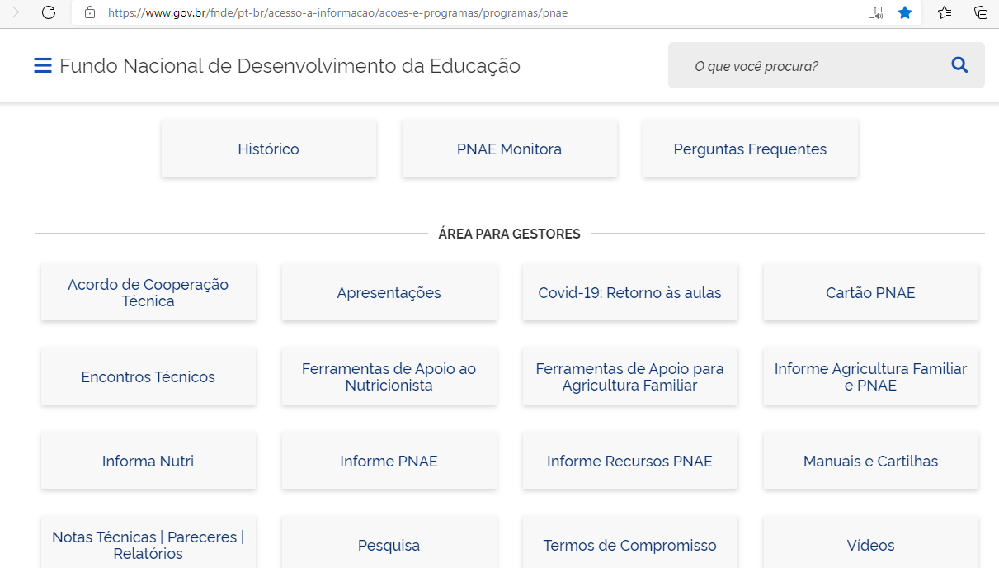 https://www.gov.br/fnde/pt-br/acesso-a-informacao/acoes-e-programas/programas/pnae
Fundo Nacional de Desenvolvimento da Educação
O que você procura?
Histórico
PNAE Monitora
Perguntas Frequentes
ÁREA PARA GESTORES
Acordo de Cooperação
Técnica
Apresentações
Covid-19: Retorno às aulas
Cartão PNAE
Encontros Técnicos
Ferramentas de Apoio ao
Nutricionista
Ferramentas de Apoio para
Agricultura Familiar
Informe Agricultura Familiar
e PNAE
Informa Nutri
Informe PNAE
Informe Recursos PNAE
Manuais e Cartilhas
Notas Técnicas | Pareceres |
Relatórios
Pesquisa
Termos de Compromisso
Vídeos